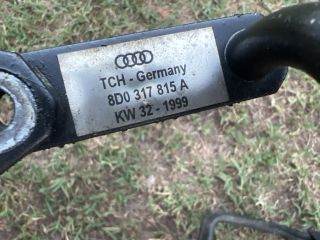 TCH - Germany
8D0 317 815 A
KW 32 - 1999